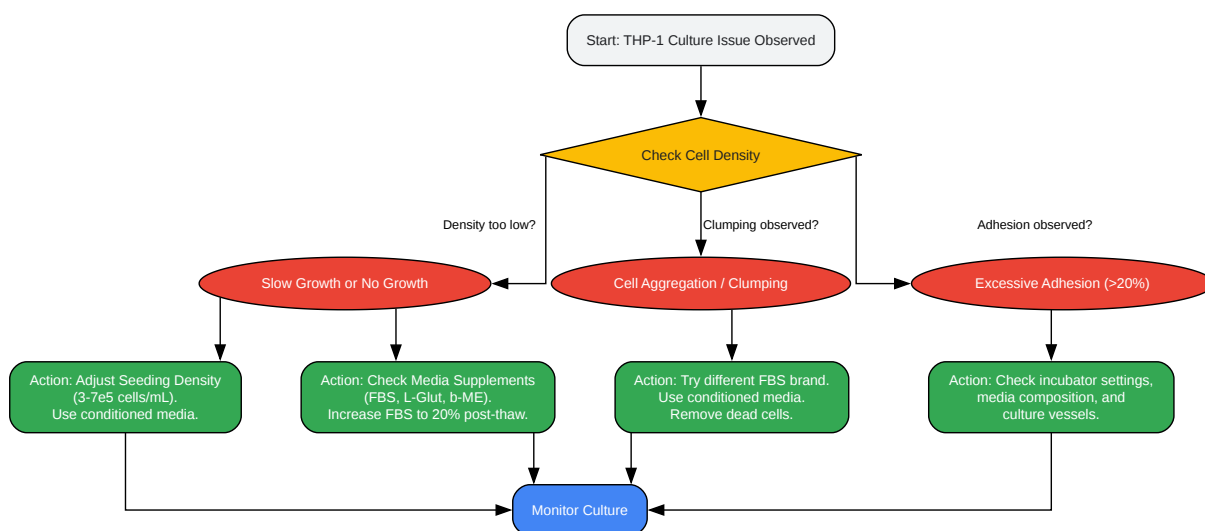 Start: THP-1 Culture Issue Observed
Check Cell Density
Density too low?
Clumping observed?
Adhesion observed?
Slow Growth or No Growth
Cell Aggregation / Clumping
Excessive Adhesion (>20%)
Action: Adjust Seeding Density
(3-7e5 cells/mL).
Use conditioned media.
Action: Check Media Supplements
(FBS, L-Glut, b-ME).
Increase FBS to 20% post-thaw.
Action: Try different FBS brand.
Use conditioned media.
Remove dead cells.
Action: Check incubator settings,
media composition, and
culture vessels.
Monitor Culture